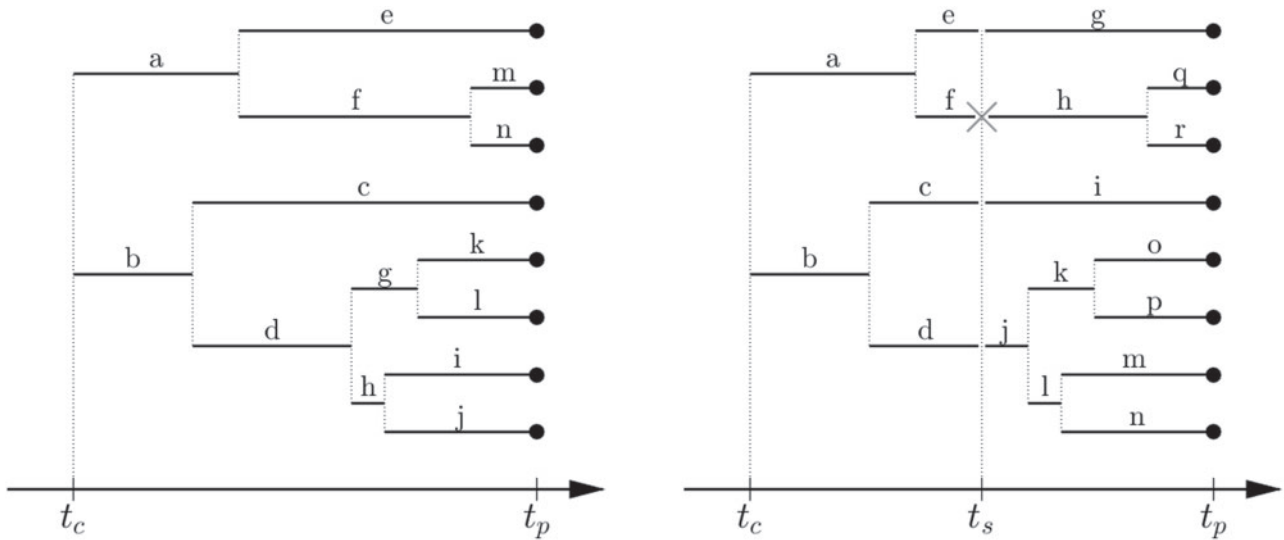 e e g
a m a q
f f h
n r
c c i
k o
b b k
g
l p
d d j
i m
h l
j n
t_c t_p t_c t_s t_p